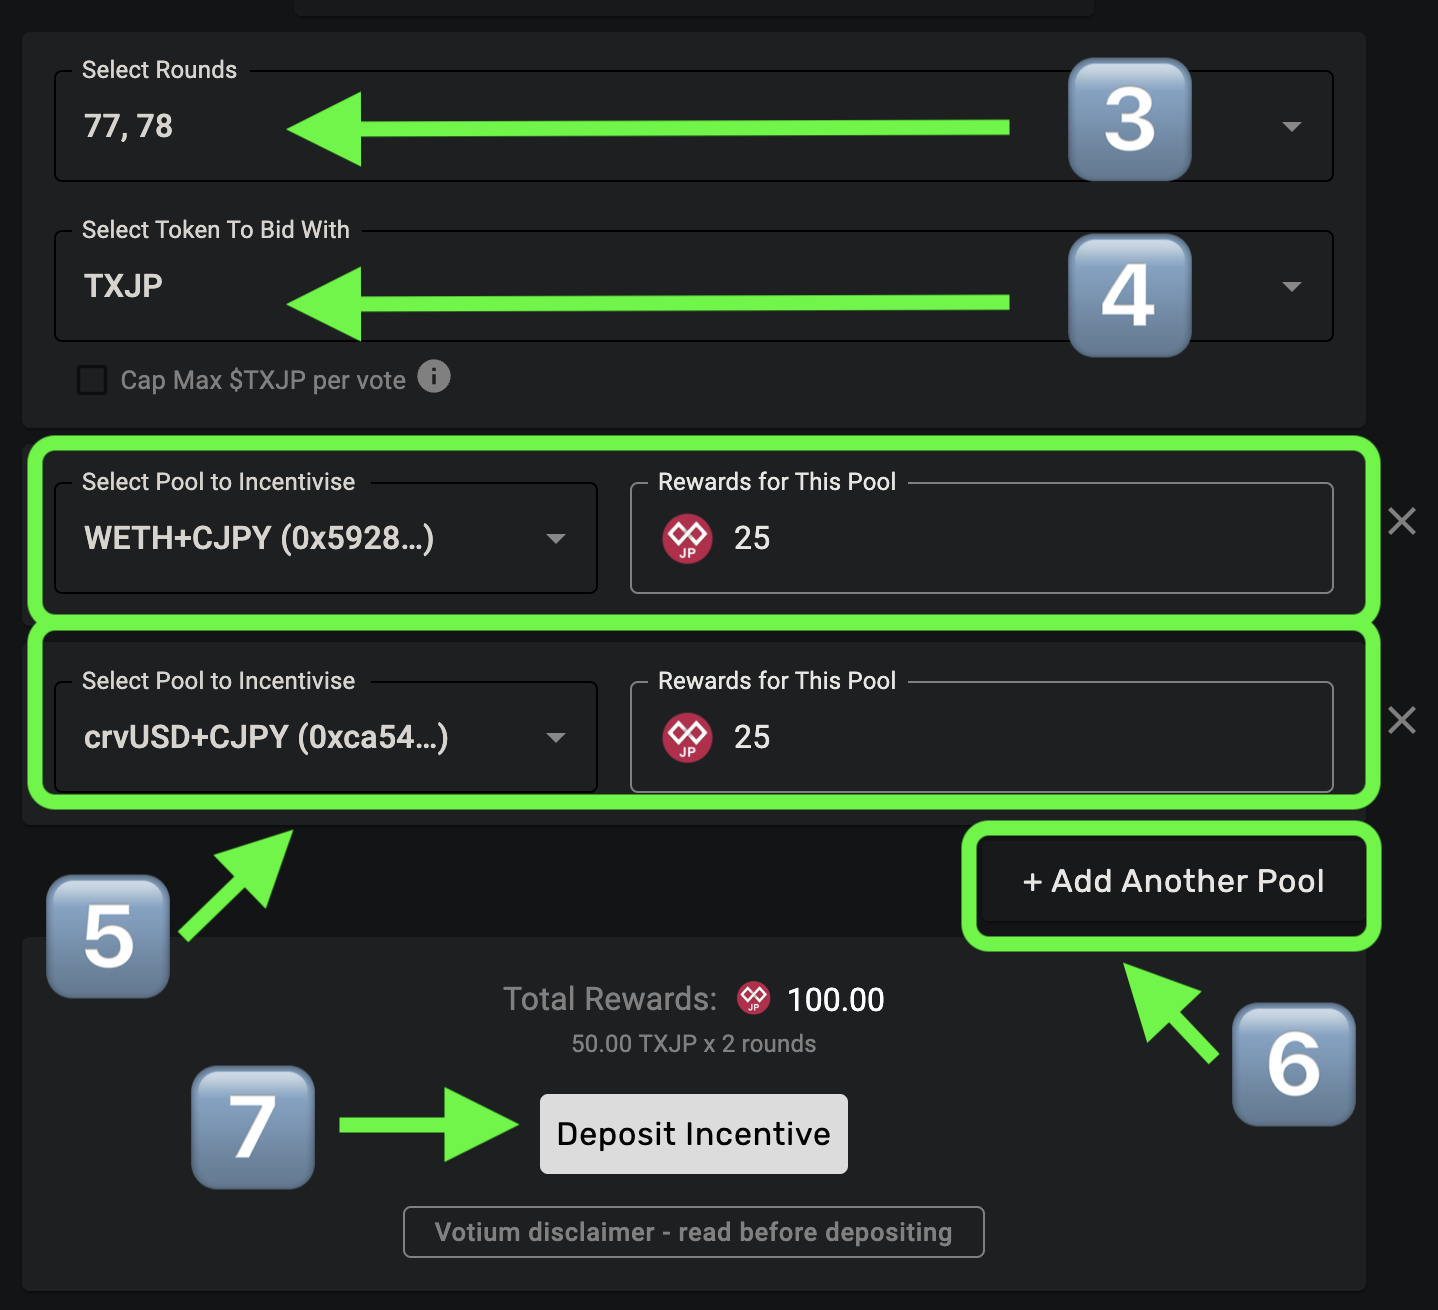 Select Rounds
77, 78
3
Select Token To Bid With
TXJP
4
Cap Max $TXJP per vote i
Select Pool to Incentivise
WETH+CJPY (0x5928...)
Rewards for This Pool
JP 25
Select Pool to Incentivise
crvUSD+CJPY (0xca54...)
Rewards for This Pool
JP 25
5
+ Add Another Pool
6
Total Rewards: JP 100.00
50.00 TXJP x 2 rounds
7
Deposit Incentive
Votium disclaimer - read before depositing